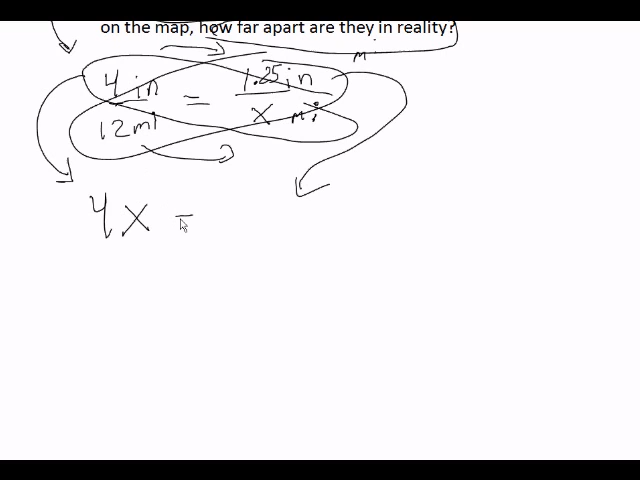 on the map, how far apart are they in reality?
mi
4 in = 1.25 in
12 mi x mi
4x =